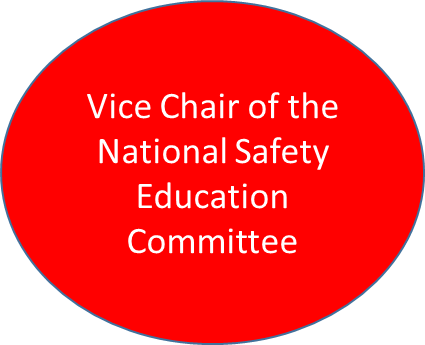 Vice Chair of the
National Safety
Education
Committee